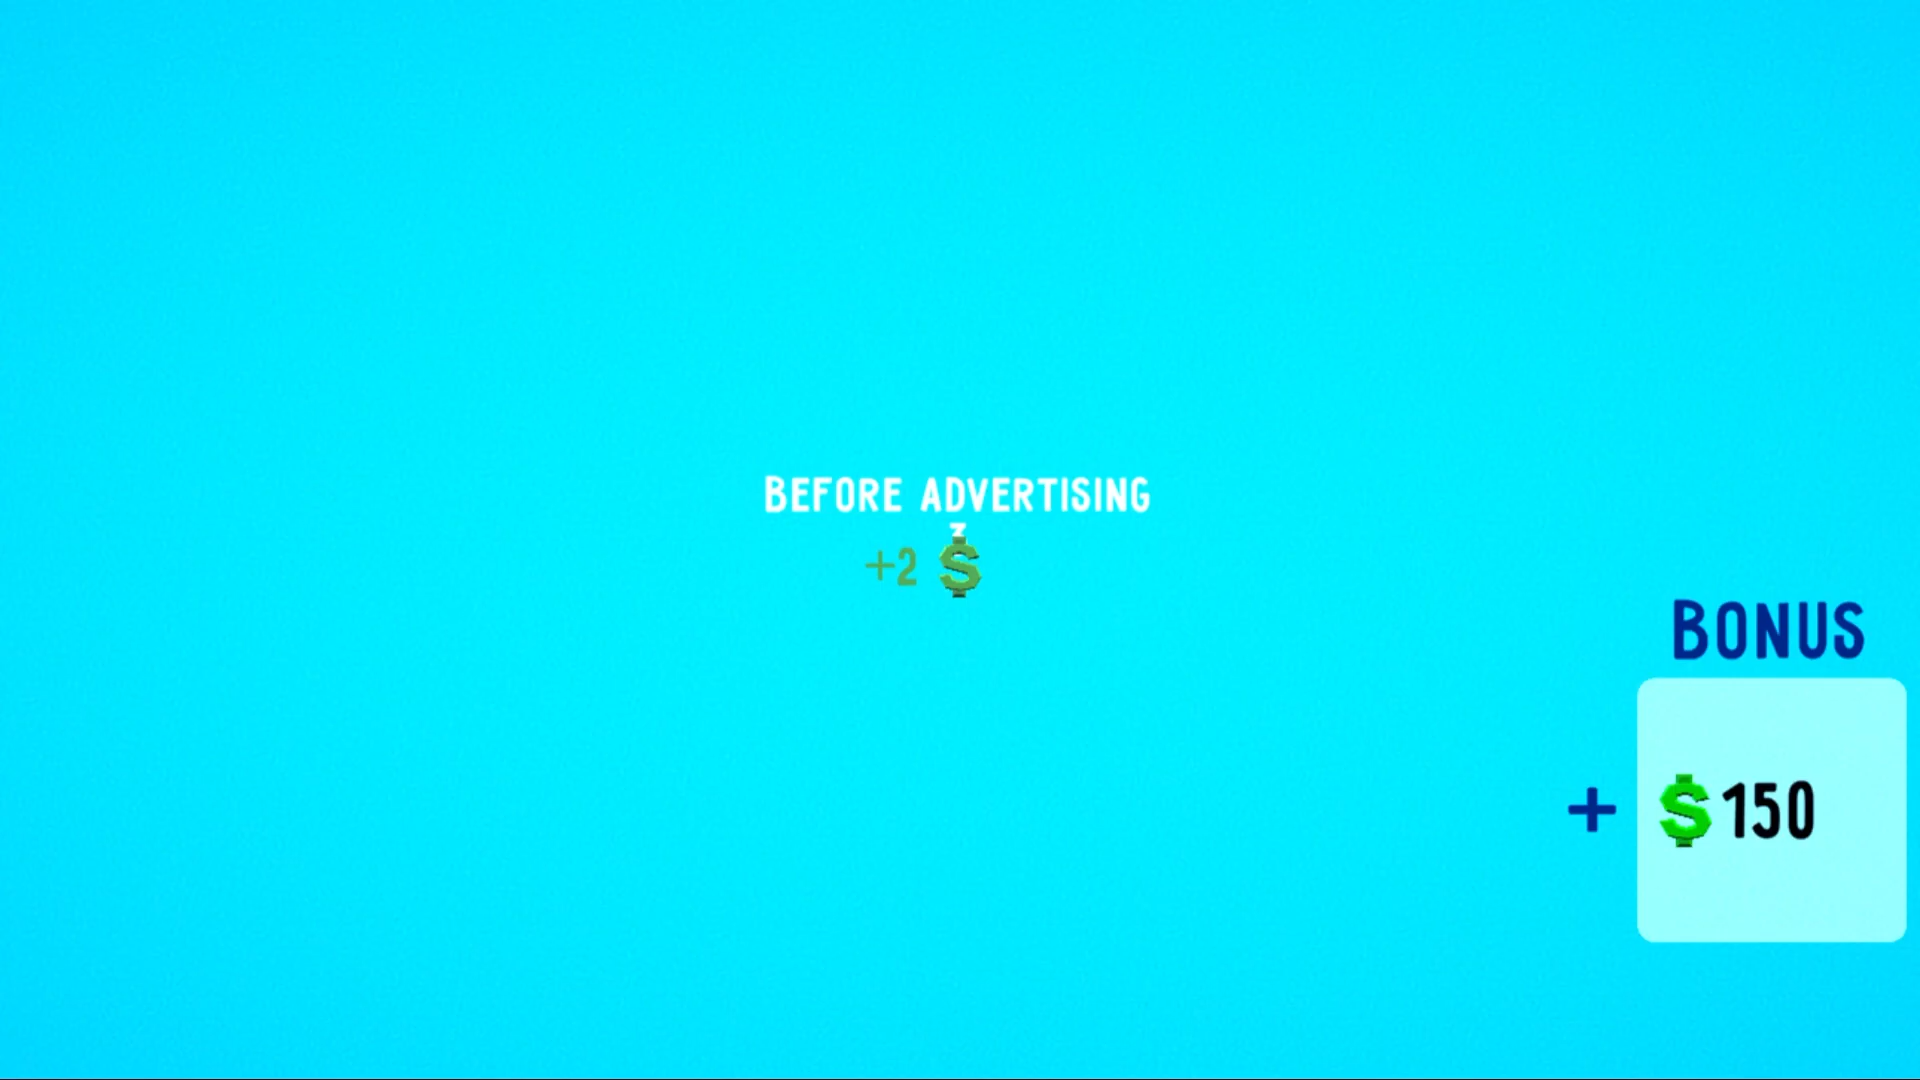 BEFORE ADVERTISING
+2 $
BONUS
+ $150